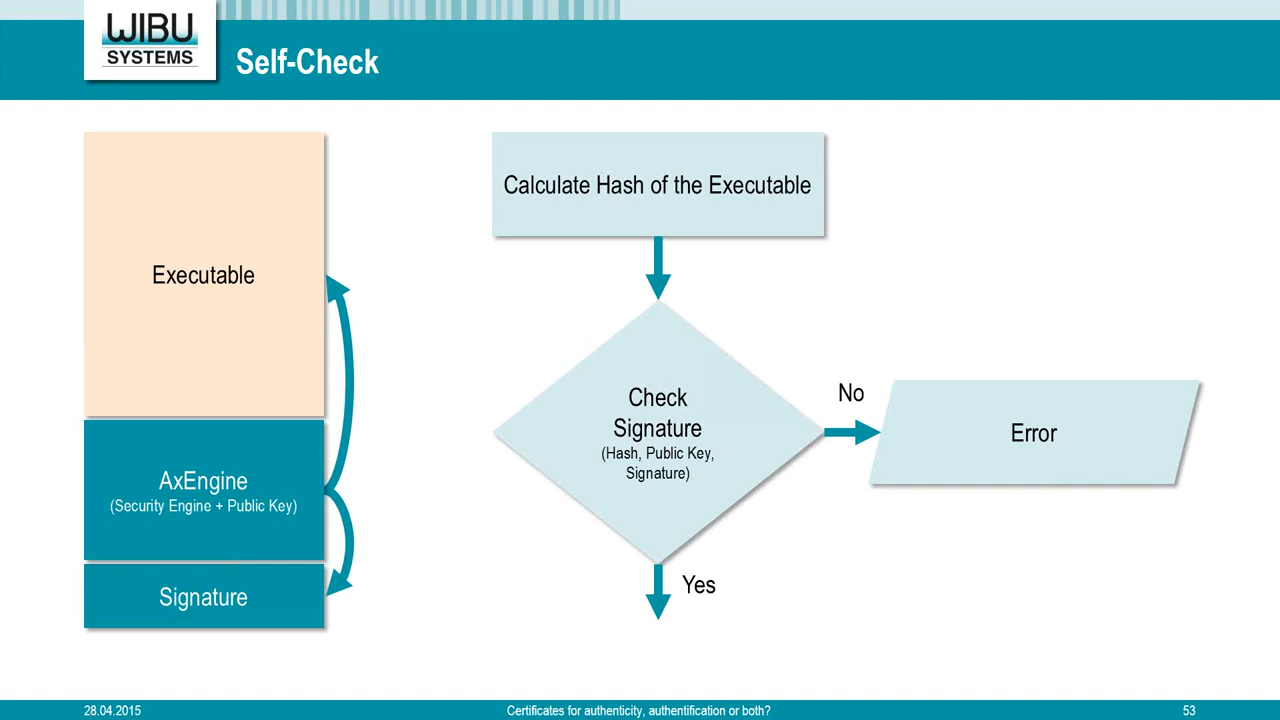 WIBU
SYSTEMS
Self-Check
Executable
AxEngine
(Security Engine + Public Key)
Signature
Calculate Hash of the Executable
Check
Signature
(Hash, Public Key,
Signature)
No
Error
Yes
28.04.2015
Certificates for authenticity, authentification or both?
53